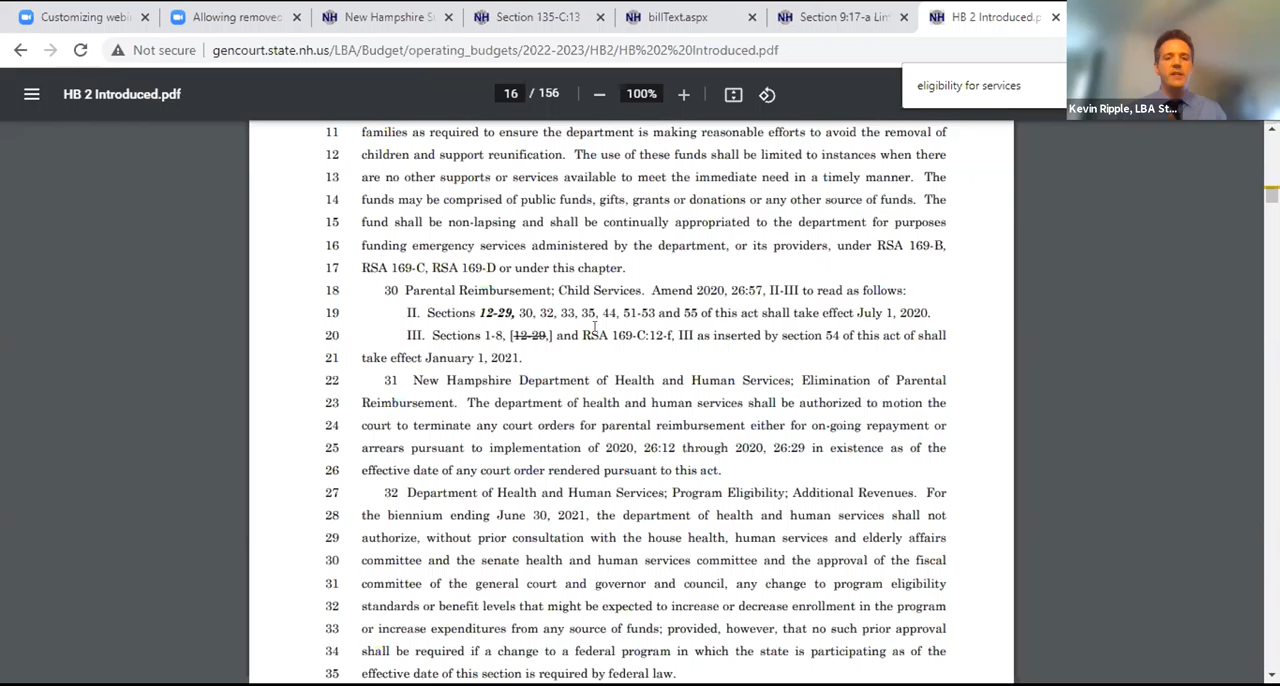 Customizing webi
Allowing removed
New Hampshire S
Section 135-C:13
billText.aspx
Section 9:17-a Lin
HB 2 Introduced.p
Not secure
gencourt.state.nh.us/LBA/Budget/operating_budgets/2022-2023/HB2/HB%202%20Introduced.pdf
eligibility for services
HB 2 Introduced.pdf
16 / 156
100%
Kevin Ripple, LBA St...
11 families as required to ensure the department is making reasonable efforts to avoid the removal of
12 children and support reunification. The use of these funds shall be limited to instances when there
13 are no other supports or services available to meet the immediate need in a timely manner. The
14 funds may be comprised of public funds, gifts, grants or donations or any other source of funds. The
15 fund shall be non-lapsing and shall be continually appropriated to the department for purposes
16 funding emergency services administered by the department, or its providers, under RSA 169-B,
17 RSA 169-C, RSA 169-D or under this chapter.
18 30 Parental Reimbursement; Child Services. Amend 2020, 26:57, II-III to read as follows:
19 II. Sections 12-29, 30, 32, 33, 35, 44, 51-53 and 55 of this act shall take effect July 1, 2020.
20 III. Sections 1-8, [12-29,] and RSA 169-C:12-f, III as inserted by section 54 of this act of shall
21 take effect January 1, 2021.
22 31 New Hampshire Department of Health and Human Services; Elimination of Parental
23 Reimbursement. The department of health and human services shall be authorized to motion the
24 court to terminate any court orders for parental reimbursement either for on-going repayment or
25 arrears pursuant to implementation of 2020, 26:12 through 2020, 26:29 in existence as of the
26 effective date of any court order rendered pursuant to this act.
27 32 Department of Health and Human Services; Program Eligibility; Additional Revenues. For
28 the biennium ending June 30, 2021, the department of health and human services shall not
29 authorize, without prior consultation with the house health, human services and elderly affairs
30 committee and the senate health and human services committee and the approval of the fiscal
31 committee of the general court and governor and council, any change to program eligibility
32 standards or benefit levels that might be expected to increase or decrease enrollment in the program
33 or increase expenditures from any source of funds; provided, however, that no such prior approval
34 shall be required if a change to a federal program in which the state is participating as of the
35 effective date of this section is required by federal law.